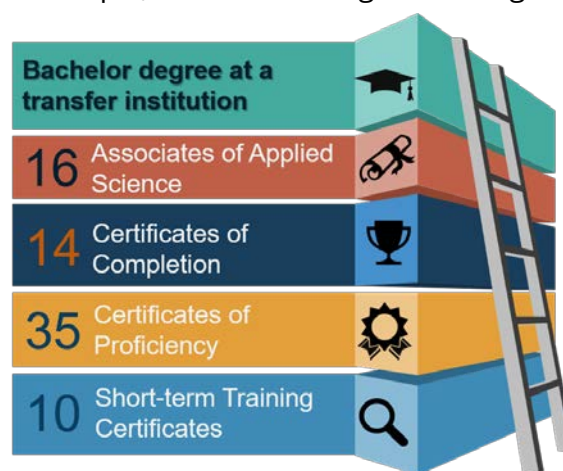 Bachelor degree at a
transfer institution
16 Associates of Applied
Science
14 Certificates of
Completion
35 Certificates of
Proficiency
10 Short-term Training
Certificates